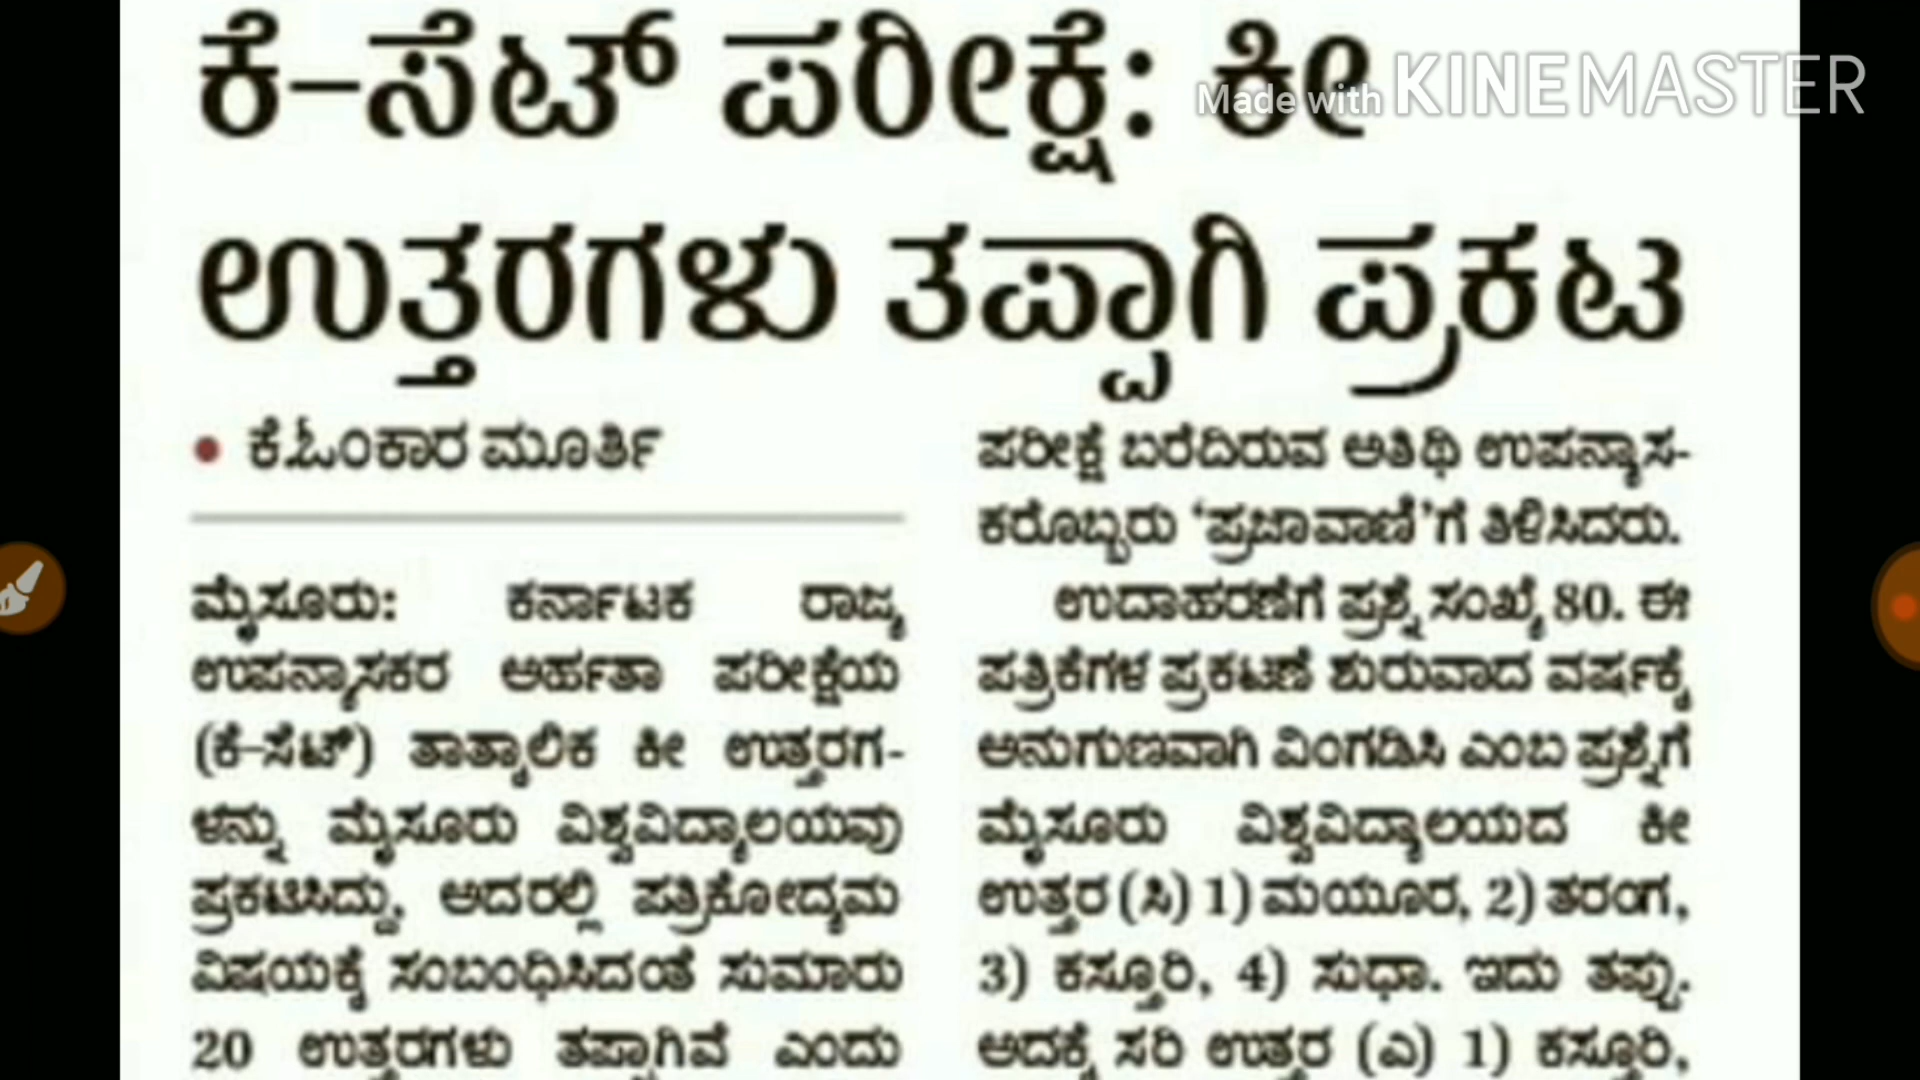 ಕೆ–ಸೆಟ್ ಪರೀಕ್ಷೆ: ಕೀ
Made with KINEMASTER
ಉತ್ತರಗಳು ತಪ್ಪಾಗಿ ಪ್ರಕಟ
• ಕೆ.ಓಂಕಾರ ಮೂರ್ತಿ
ಮೈಸೂರು: ಕರ್ನಾಟಕ ರಾಜ್ಯ
ಉಪನ್ಯಾಸಕರ ಅರ್ಹತಾ ಪರೀಕ್ಷೆಯ
(ಕೆ–ಸೆಟ್) ತಾತ್ಕಾಲಿಕ ಕೀ ಉತ್ತರಗ-
ಳನ್ನು ಮೈಸೂರು ವಿಶ್ವವಿದ್ಯಾಲಯವು
ಪ್ರಕಟಿಸಿದ್ದು, ಅದರಲ್ಲಿ ಪತ್ರಿಕೋದ್ಯಮ
ವಿಷಯಕ್ಕೆ ಸಂಬಂಧಿಸಿದಂತೆ ಸುಮಾರು
20 ಉತ್ತರಗಳು ತಪ್ಪಾಗಿವೆ ಎಂದು
ಪರೀಕ್ಷೆ ಬರೆದಿರುವ ಅತಿಥಿ ಉಪನ್ಯಾಸ-
ಕರೊಬ್ಬರು ‘ಪ್ರಜಾವಾಣಿ’ಗೆ ತಿಳಿಸಿದರು.
ಉದಾಹರಣೆಗೆ ಪ್ರಶ್ನೆ ಸಂಖ್ಯೆ 80. ಈ
ಪತ್ರಿಕೆಗಳ ಪ್ರಕಟಣೆ ಶುರುವಾದ ವರ್ಷಕ್ಕೆ
ಅನುಗುಣವಾಗಿ ವಿಂಗಡಿಸಿ ಎಂಬ ಪ್ರಶ್ನೆಗೆ
ಮೈಸೂರು ವಿಶ್ವವಿದ್ಯಾಲಯದ ಕೀ
ಉತ್ತರ (ಸಿ) 1) ಮಯೂರ, 2) ತರಂಗ,
3) ಕಸ್ತೂರಿ, 4) ಸುಧಾ. ಇದು ತಪ್ಪು.
ಅದಕ್ಕೆ ಸರಿ ಉತ್ತರ (ಎ) 1) ಕಸ್ತೂರಿ,